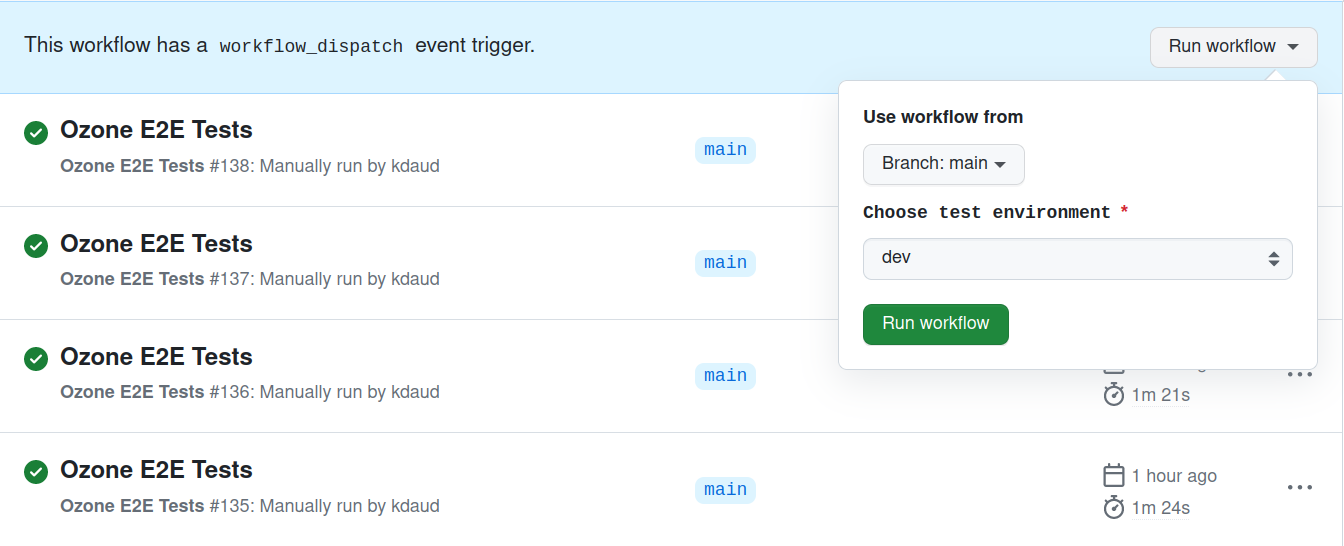 This workflow has a workflow_dispatch event trigger.
Run workflow
Use workflow from
Branch: main
Choose test environment *
dev
Run workflow
Ozone E2E Tests
Ozone E2E Tests #138: Manually run by kdaud
main
Ozone E2E Tests
Ozone E2E Tests #137: Manually run by kdaud
main
Ozone E2E Tests
Ozone E2E Tests #136: Manually run by kdaud
main
1m 21s
Ozone E2E Tests
Ozone E2E Tests #135: Manually run by kdaud
main
1 hour ago
1m 24s